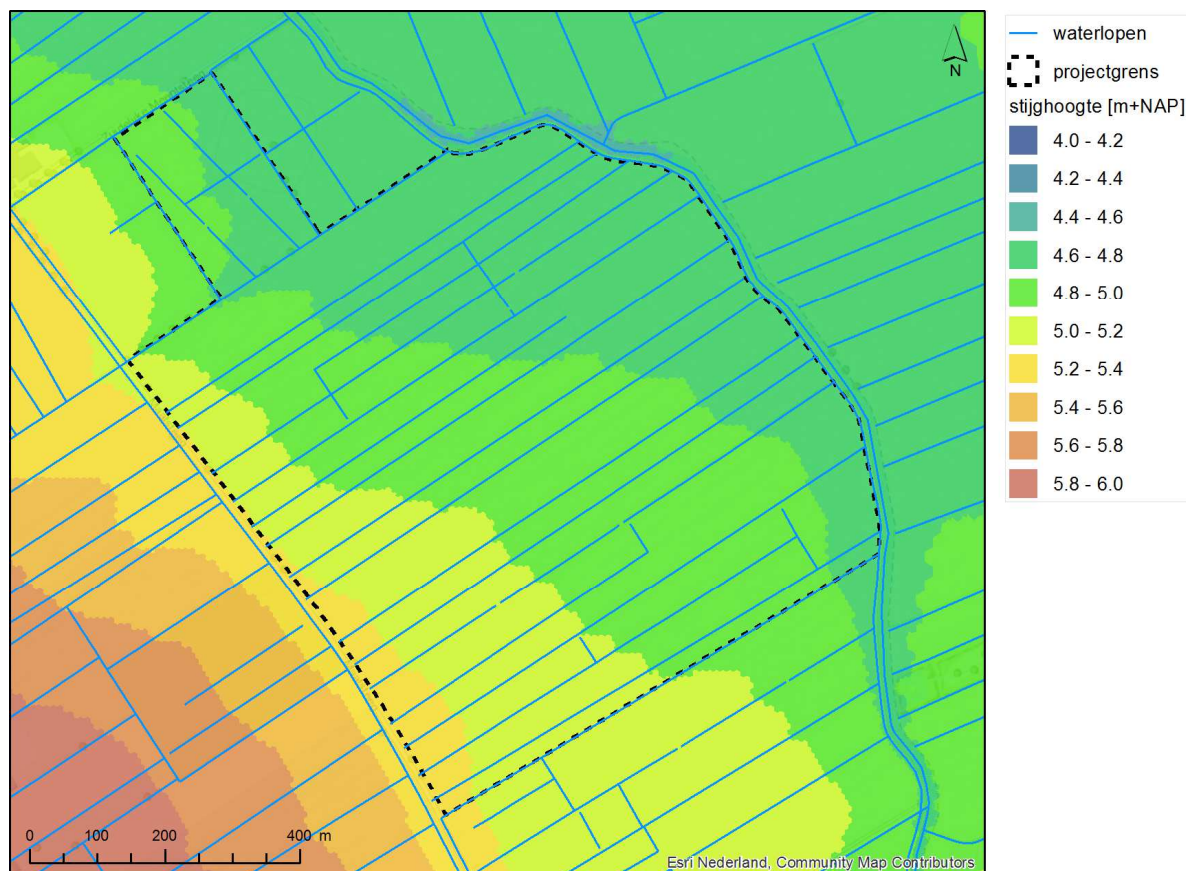 N
waterlopen
projectgrens
stijghoogte [m+NAP]
4.0 - 4.2
4.2 - 4.4
4.4 - 4.6
4.6 - 4.8
4.8 - 5.0
5.0 - 5.2
5.2 - 5.4
5.4 - 5.6
5.6 - 5.8
5.8 - 6.0
0 100 200 400 m
Esri Nederland, Community Map Contributors